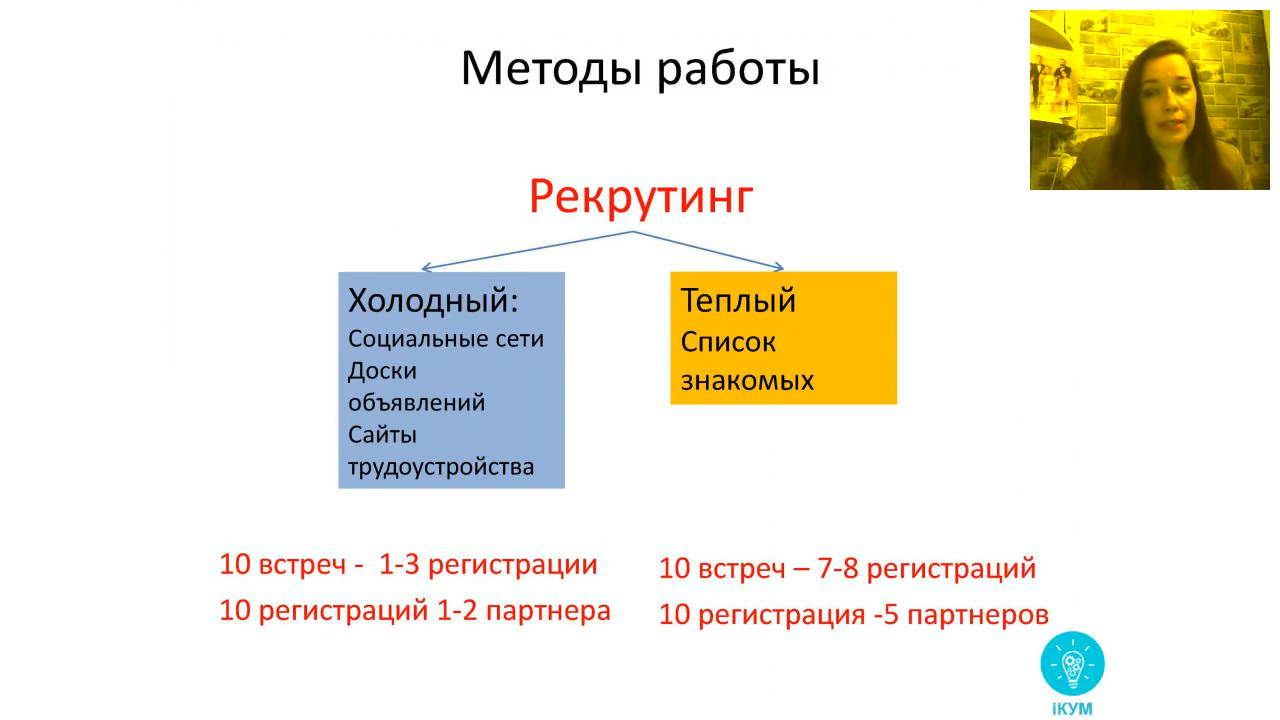 Методы работы
Рекрутинг
Холодный:
Социальные сети
Доски
объявлений
Сайты
трудоустройства
Теплый
Список
знакомых
10 встреч -  1-3 регистрации
10 регистраций 1-2 партнера
10 встреч – 7-8 регистраций
10 регистрация -5 партнеров
iКУМ